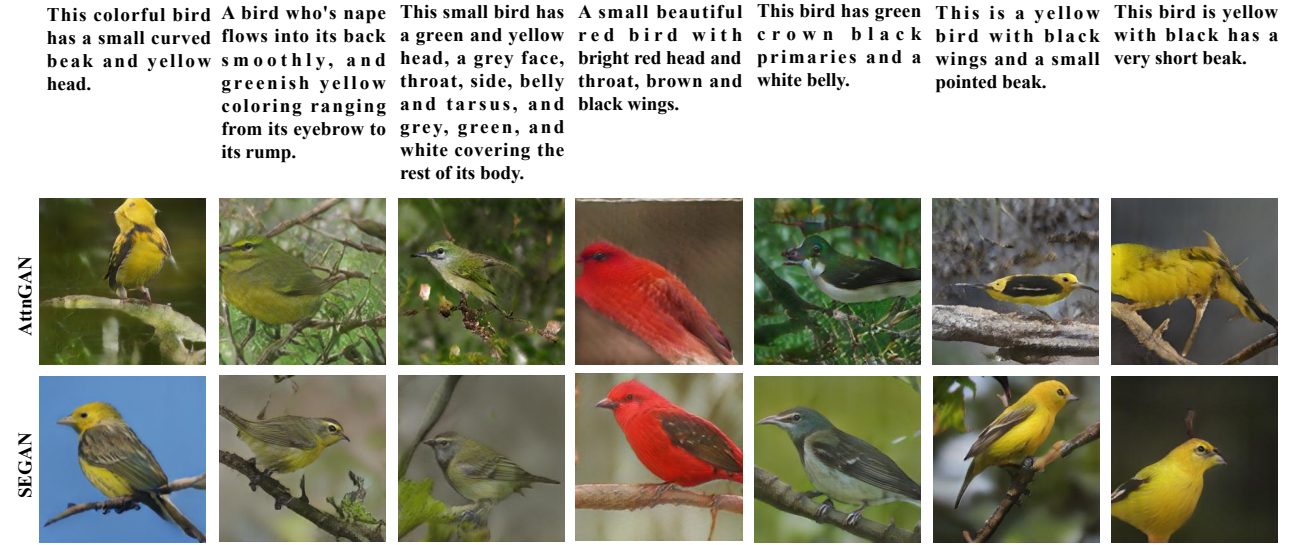 This colorful bird
has a small curved
beak and yellow
head.
A bird who's nape
flows into its back
smoothly, and
greenish yellow
coloring ranging
from its eyebrow to
its rump.
This small bird has
a green and yellow
head, a grey face,
throat, side, belly
and tarsus, and
grey, green, and
white covering the
rest of its body.
A small beautiful
red bird with
bright red head and
throat, brown and
black wings.
This bird has green
crown black
primaries and a
white belly.
This is a yellow
bird with black
wings and a small
pointed beak.
This bird is yellow
with black has a
very short beak.
AttnGAN
SEGAN